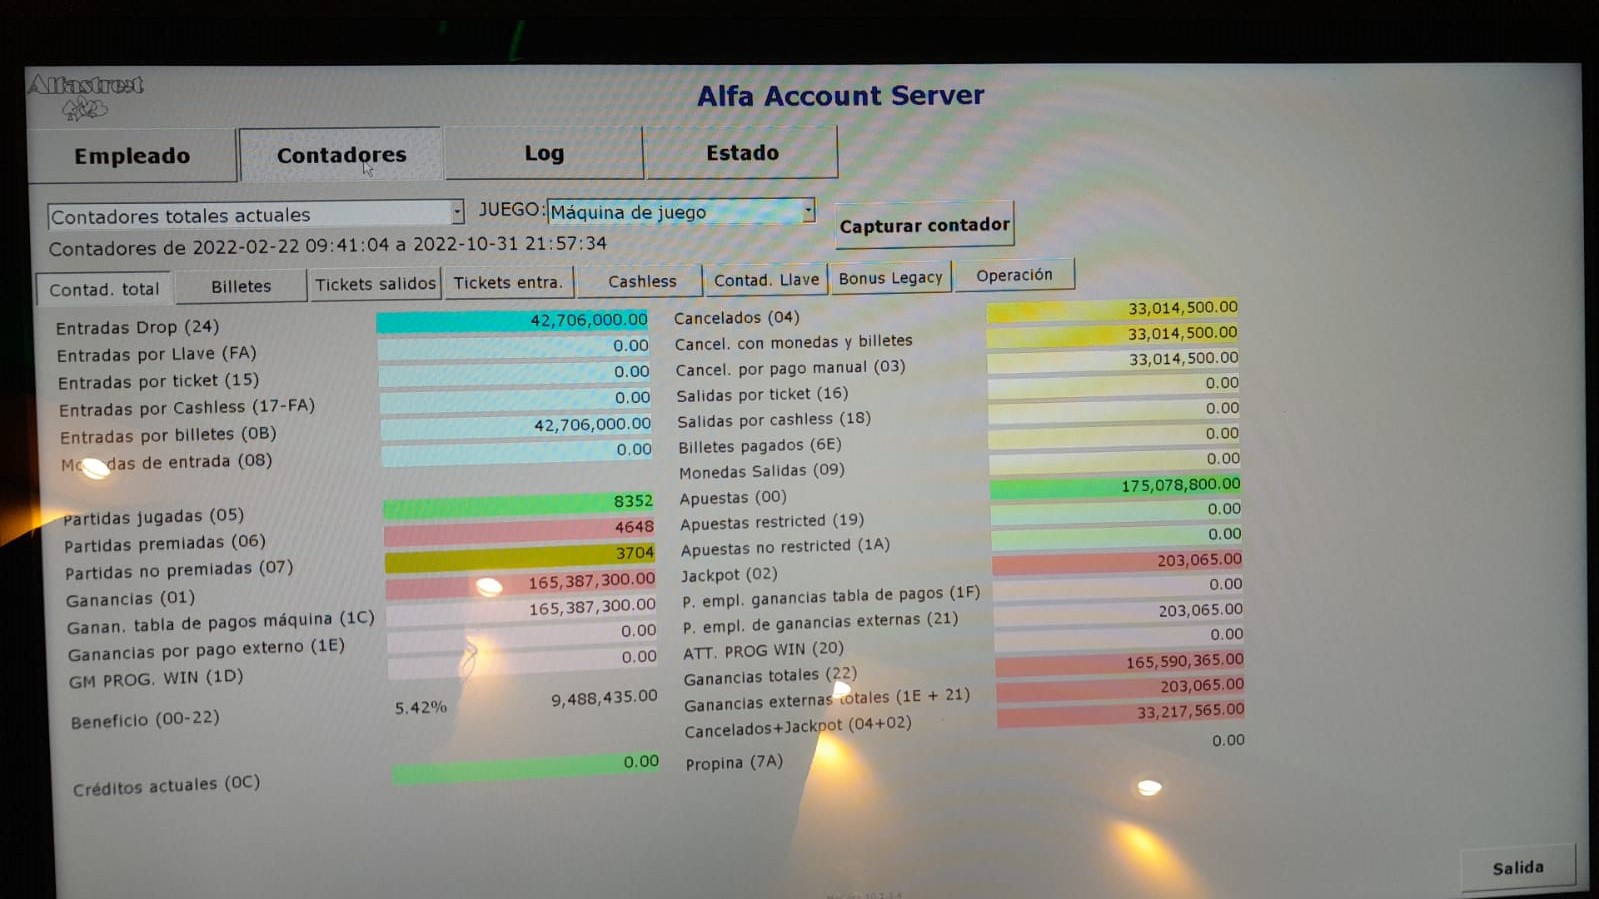 Alfastreet
Alfa Account Server
Empleado Contadores Log Estado
Contadores totales actuales JUEGO: Máquina de juego Capturar contador
Contadores de 2022-02-22 09:41:04 a 2022-10-31 21:57:34
Contad. total Billetes Tickets salidos Tickets entra. Cashless Contad. Llave Bonus Legacy Operación
Entradas Drop (24) 42,706,000.00
Entradas por Llave (FA) 0.00
Entradas por ticket (15) 0.00
Entradas por Cashless (17-FA) 0.00
Entradas por billetes (0B) 42,706,000.00
de entrada (08) 0.00
Partidas jugadas (05) 8352
Partidas premiadas (06) 4648
Partidas no premiadas (07) 3704
Ganancias (01) 165,387,300.00
Ganan. tabla de pagos máquina (1C) 165,387,300.00
Ganancias por pago externo (1E) 0.00
GM PROG. WIN (1D) 0.00
Beneficio (00-22) 5.42% 9,488,435.00
Créditos actuales (0C) 0.00
Cancelados (04) 33,014,500.00
Cancel. con monedas y billetes 33,014,500.00
Cancel. por pago manual (03) 33,014,500.00
Salidas por ticket (16) 0.00
Salidas por cashless (18) 0.00
Billetes pagados (6E) 0.00
Monedas Salidas (09) 0.00
Apuestas (00) 175,078,800.00
Apuestas restricted (19) 0.00
Apuestas no restricted (1A) 0.00
Jackpot (02) 203,065.00
P. empl. ganancias tabla de pagos (1F) 0.00
P. empl. de ganancias externas (21) 203,065.00
ATT. PROG WIN (20) 0.00
Ganancias totales (22) 165,590,365.00
Ganancias externas totales (1E + 21) 203,065.00
Cancelados+Jackpot (04+02) 33,217,565.00
Propina (7A) 0.00
Salida